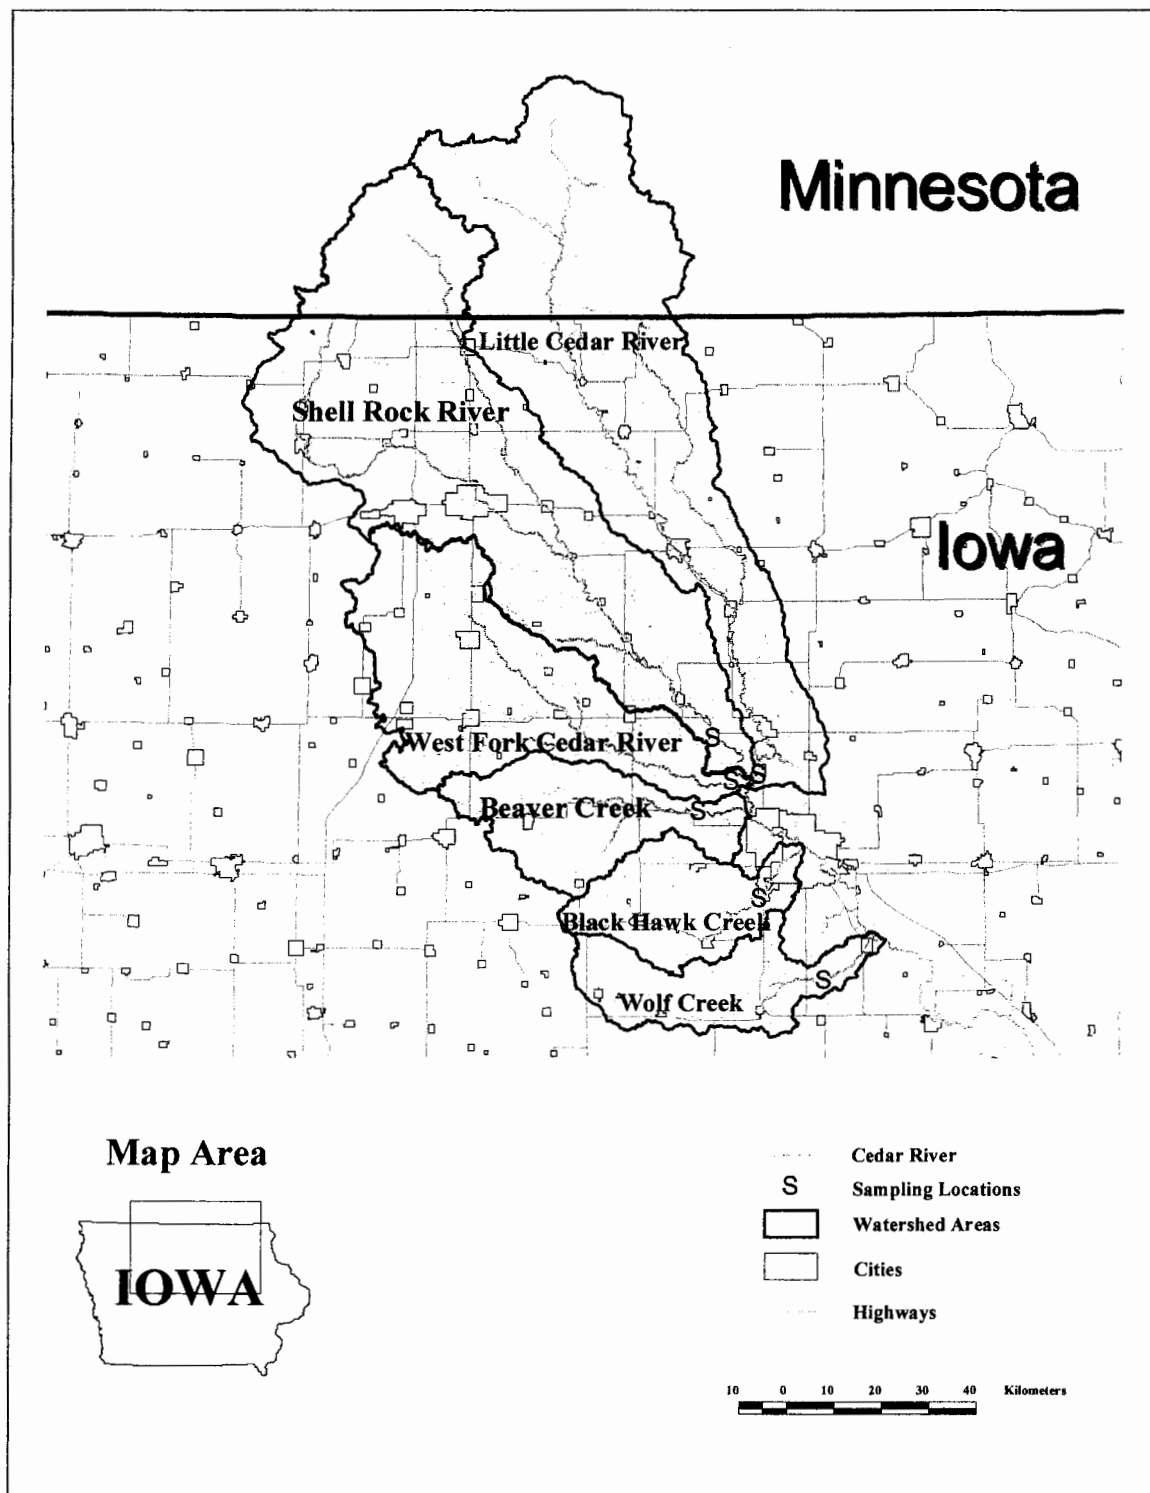 Minnesota
Little Cedar River
Shell Rock River
Iowa
S
West Fork Cedar River
S
S
Beaver Creek
S
S
Black Hawk Creek
S
Wolf Creek
Map Area
IOWA
Cedar River
S
Sampling Locations
Watershed Areas
Cities
Highways
10 0 10 20 30 40 Kilometers